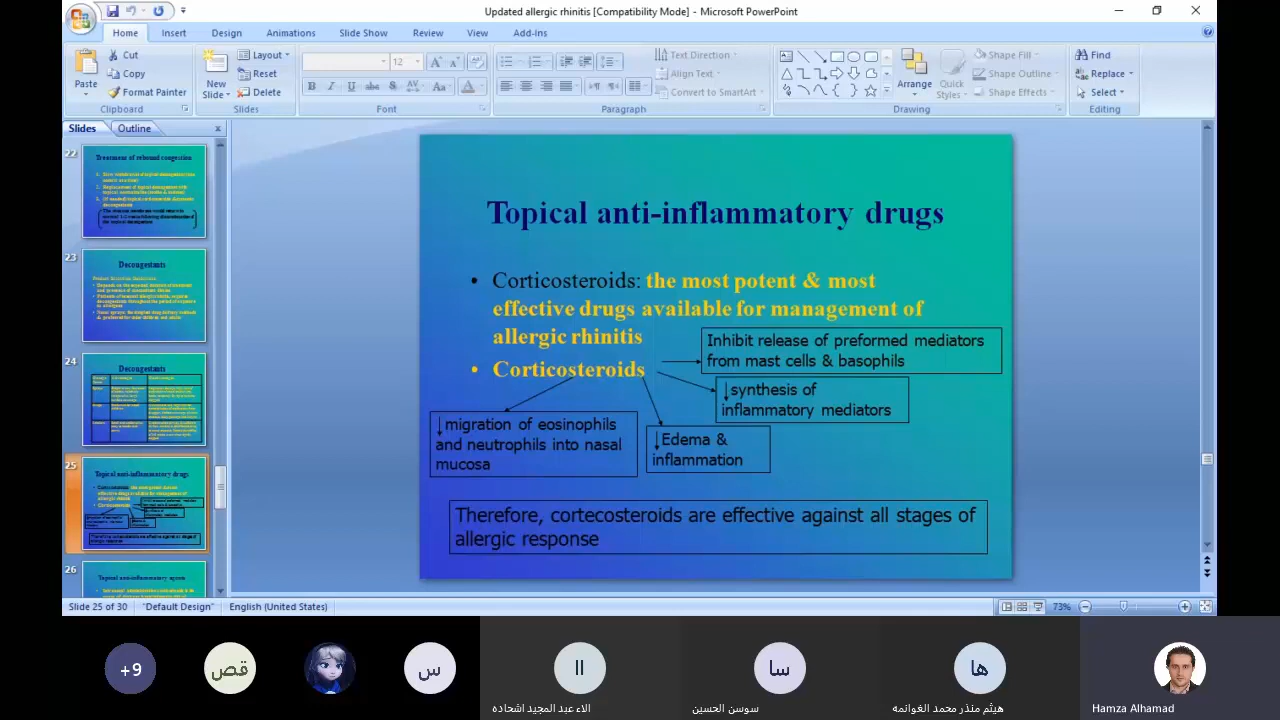 Updated allergic rhinitis [Compatibility Mode] - Microsoft PowerPoint
Home Insert Design Animations Slide Show Review View Add-Ins
Paste
Cut
Copy
Format Painter
Clipboard
New Slide
Layout
Reset
Delete
Slides
12
Font
Text Direction
Align Text
Convert to SmartArt
Paragraph
Arrange
Quick Styles
Shape Fill
Shape Outline
Shape Effects
Drawing
Find
Replace
Select
Editing
Slides Outline
22
Treatment of rebound congestion
23
Decongestants
24
Decongestants
25
Topical anti-inflammatory drugs
26
Topical anti-inflammatory agents
Topical anti-inflammatory drugs
• Corticosteroids: the most potent & most
effective drugs available for management of
allergic rhinitis
• Corticosteroids
Inhibit release of preformed mediators
from mast cells & basophils
↓synthesis of
inflammatory mediators
↓migration of eosinophils
and neutrophils into nasal
mucosa
↓Edema &
inflammation
Therefore, corticosteroids are effective against all stages of
allergic response
Slide 25 of 30 "Default Design" English (United States) 73%
+9
قص
س
اا
سا
ها
الاء عبد المجيد اشحاده
سوسن الحسين
هيثم منذر محمد الغوانمه
Hamza Alhamad